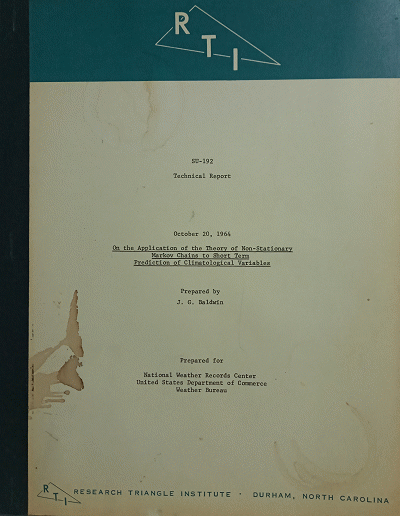 RTI
SU-192
Technical Report
October 20, 1964
On the Application of the Theory of Non-Stationary
Markov Chains to Short Term
Prediction of Climatological Variables
Prepared by
J. G. Baldwin
Prepared for
National Weather Records Center
United States Department of Commerce
Weather Bureau
RTI RESEARCH TRIANGLE INSTITUTE · DURHAM, NORTH CAROLINA